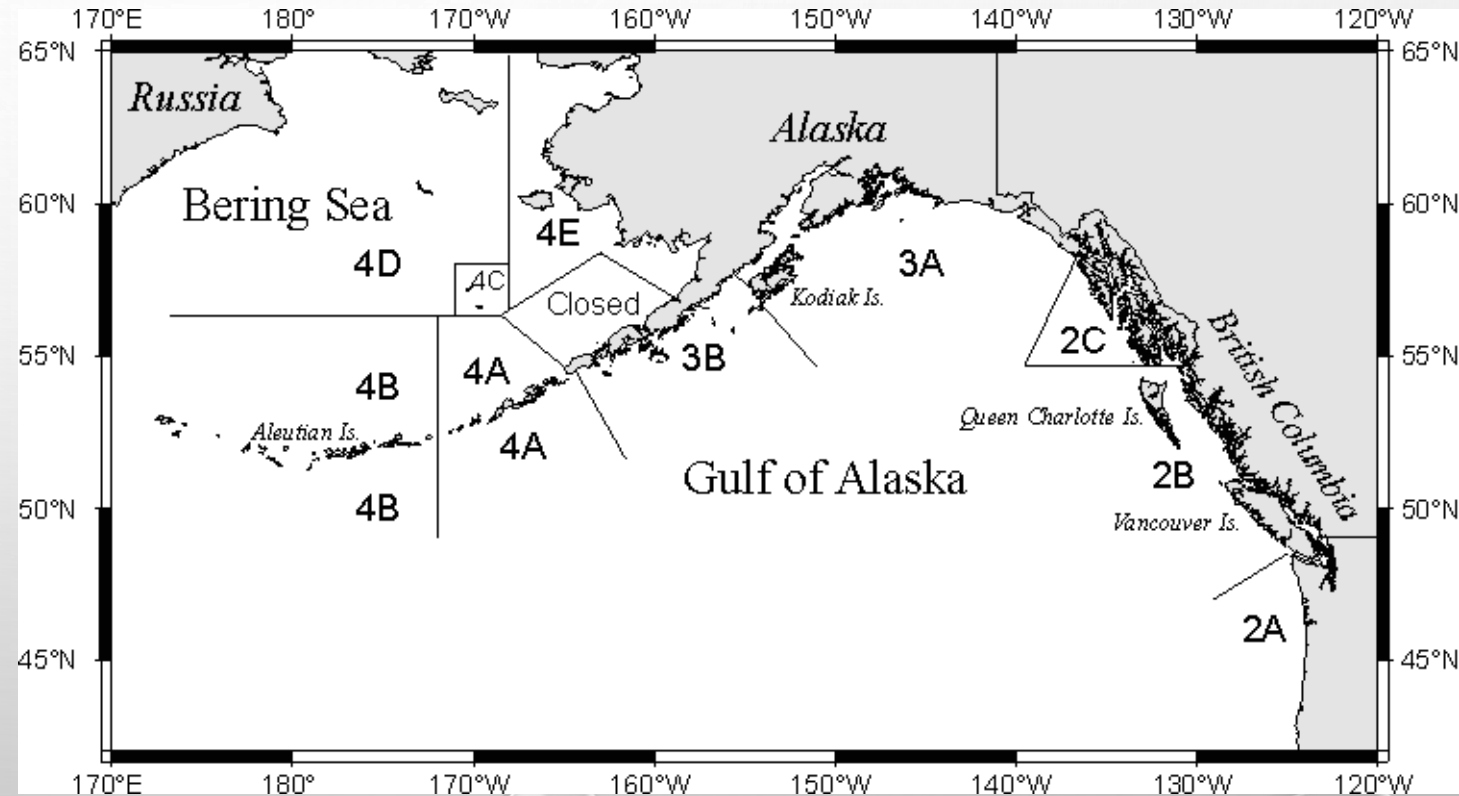 170°E 180° 170°W 160°W 150°W 140°W 130°W 120°W
65°N 65°N
Russia
Alaska
60°N 60°N
Bering Sea
4E
4D
3A
4C
Kodiak Is.
Closed
British Columbia
55°N 55°N
3B
2C
4A
4B
Queen Charlotte Is.
Aleutian Is.
4A
Gulf of Alaska
2B
4B
50°N 50°N
Vancouver Is.
2A
45°N 45°N
170°E 180° 170°W 160°W 150°W 140°W 130°W 120°W